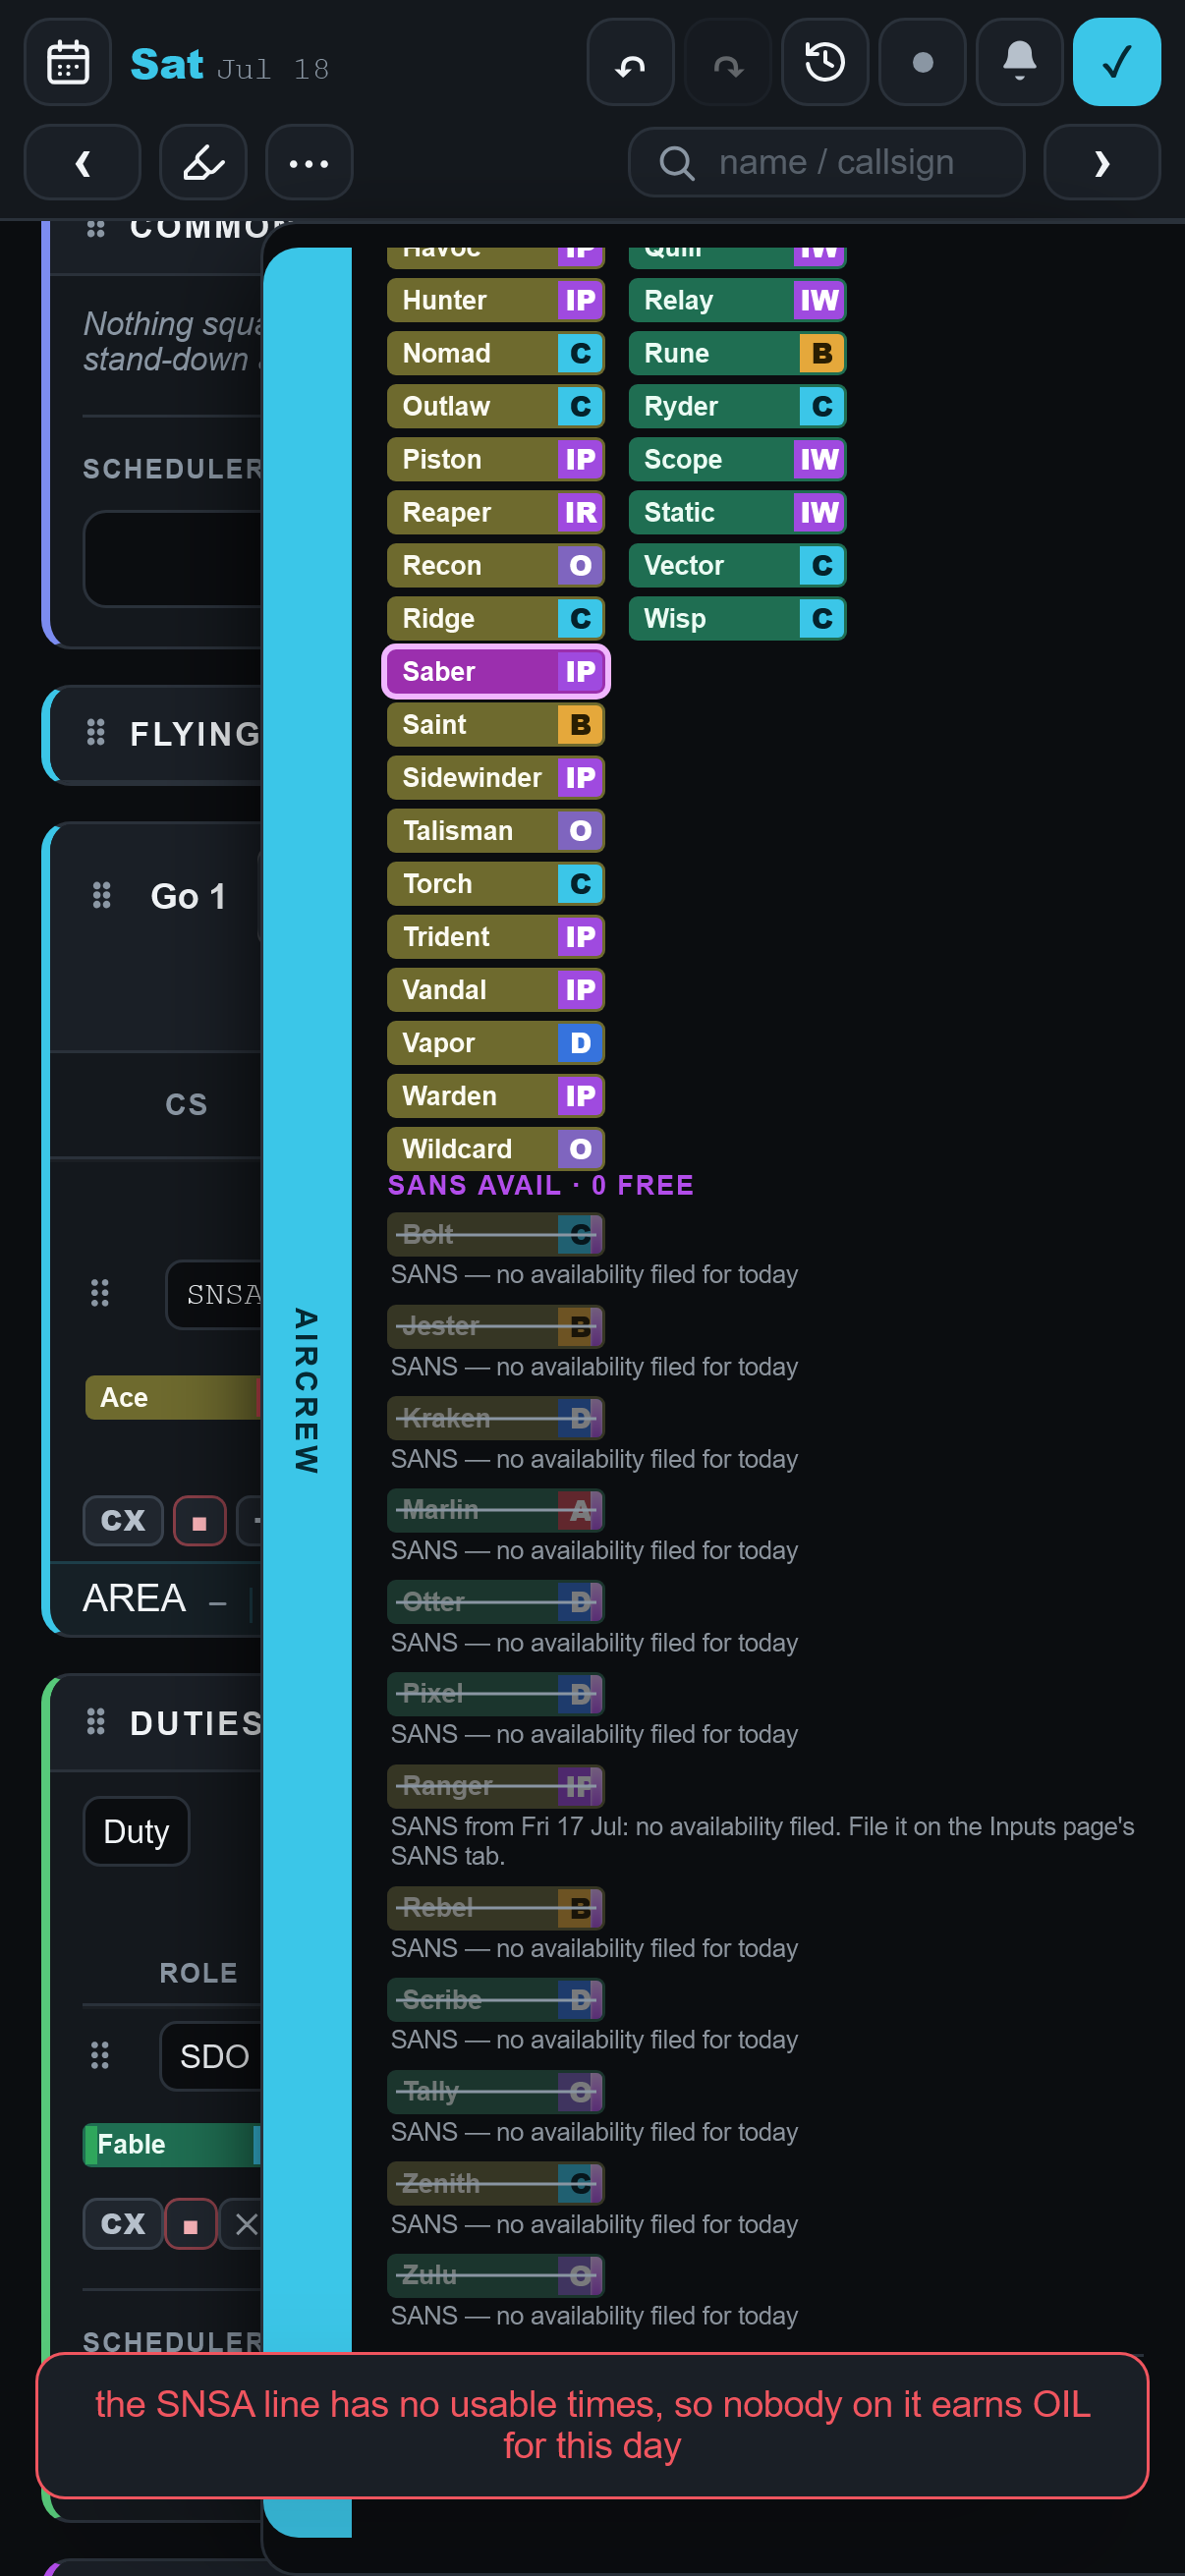 Sat Jul 18
name / callsign
COMMON
Nothing squa
stand-down
SCHEDULER
FLYING
Go 1
CS
SNSA
Ace
CX
AREA –
DUTIES
Duty
ROLE
SDO
Fable
CX
SCHEDULER
AIRCREW
Havoc IP
Quill IW
Hunter IP
Relay IW
Nomad C
Rune B
Outlaw C
Ryder C
Piston IP
Scope IW
Reaper IR
Static IW
Recon O
Vector C
Ridge C
Wisp C
Saber IP
Saint B
Sidewinder IP
Talisman O
Torch C
Trident IP
Vandal IP
Vapor D
Warden IP
Wildcard O
SANS AVAIL · 0 FREE
Bolt C
SANS — no availability filed for today
Jester B
SANS — no availability filed for today
Kraken D
SANS — no availability filed for today
Marlin A
SANS — no availability filed for today
Otter D
SANS — no availability filed for today
Pixel D
SANS — no availability filed for today
Ranger IP
SANS from Fri 17 Jul: no availability filed. File it on the Inputs page's
SANS tab.
Rebel B
SANS — no availability filed for today
Scribe D
SANS — no availability filed for today
Tally O
SANS — no availability filed for today
Zenith C
SANS — no availability filed for today
Zulu O
SANS — no availability filed for today
the SNSA line has no usable times, so nobody on it earns OIL
for this day